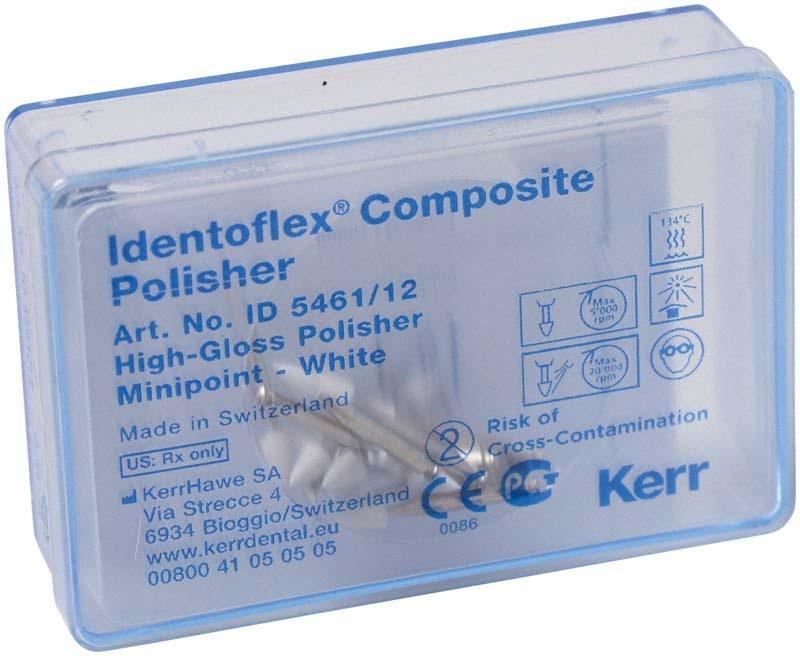 Identoflex® Composite
Polisher
Art. No. ID 5461/12
High-Gloss Polisher
Minipoint - White
Made in Switzerland
US: Rx only
KerrHawe SA
Via Strecce 4
6934 Bioggio/Switzerland
www.kerrdental.eu
00800 41 05 05 05
134°C
Max
5'000
rpm
Max
20'000
rpm
2
Risk of
Cross-Contamination
CE
0086
Kerr